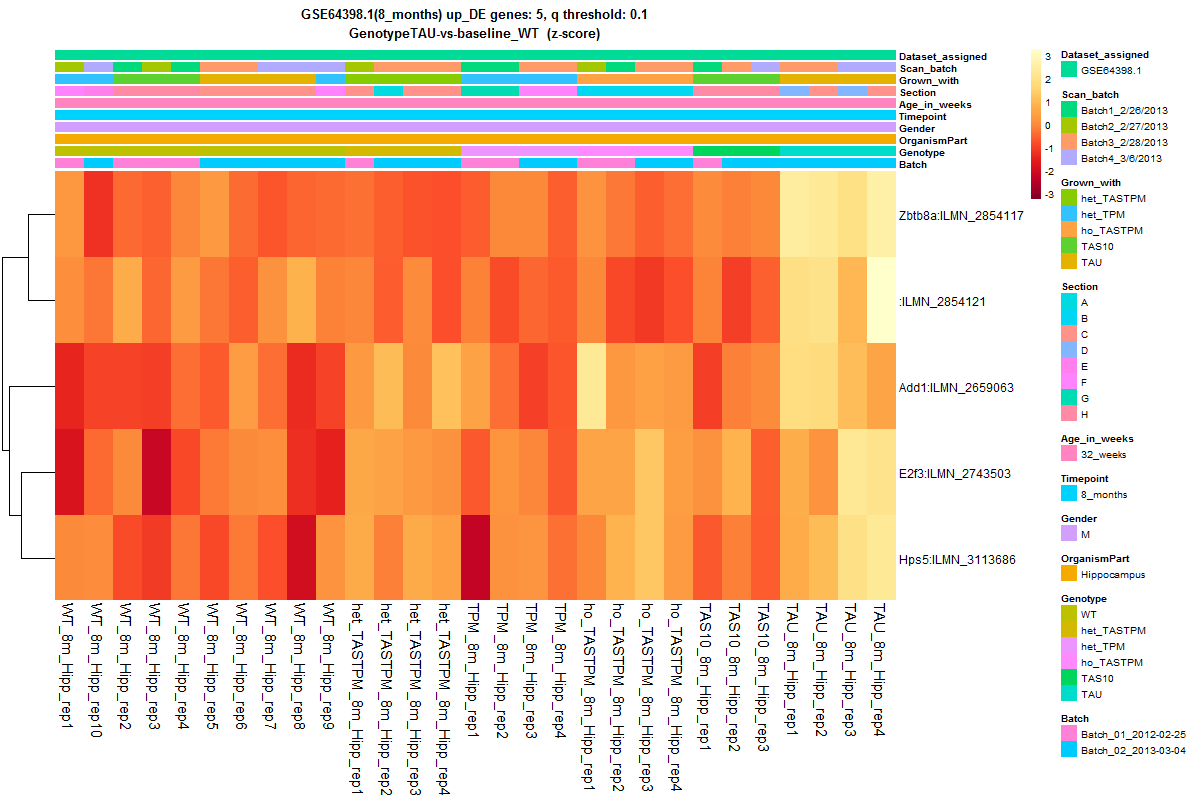 GSE64398.1(8_months) up_DE genes: 5, q threshold: 0.1
GenotypeTAU-vs-baseline_WT  (z-score)
Dataset_assigned
Scan_batch
Grown_with
Section
Age_in_weeks
Timepoint
Gender
OrganismPart
Genotype
Batch
Zbtb8a:ILMN_2854117
:ILMN_2854121
Add1:ILMN_2659063
E2f3:ILMN_2743503
Hps5:ILMN_3113686
WT_8m_Hipp_rep1
WT_8m_Hipp_rep10
WT_8m_Hipp_rep2
WT_8m_Hipp_rep3
WT_8m_Hipp_rep4
WT_8m_Hipp_rep5
WT_8m_Hipp_rep6
WT_8m_Hipp_rep7
WT_8m_Hipp_rep8
WT_8m_Hipp_rep9
het_TASTPM_8m_Hipp_rep1
het_TASTPM_8m_Hipp_rep2
het_TASTPM_8m_Hipp_rep3
het_TASTPM_8m_Hipp_rep4
TPM_8m_Hipp_rep1
TPM_8m_Hipp_rep2
TPM_8m_Hipp_rep3
TPM_8m_Hipp_rep4
ho_TASTPM_8m_Hipp_rep1
ho_TASTPM_8m_Hipp_rep2
ho_TASTPM_8m_Hipp_rep3
ho_TASTPM_8m_Hipp_rep4
TAS10_8m_Hipp_rep1
TAS10_8m_Hipp_rep2
TAS10_8m_Hipp_rep3
TAU_8m_Hipp_rep1
TAU_8m_Hipp_rep2
TAU_8m_Hipp_rep3
TAU_8m_Hipp_rep4
3
2
1
0
-1
-2
-3
Dataset_assigned
GSE64398.1
Scan_batch
Batch1_2/26/2013
Batch2_2/27/2013
Batch3_2/28/2013
Batch4_3/6/2013
Grown_with
het_TASTPM
het_TPM
ho_TASTPM
TAS10
TAU
Section
A
B
C
D
E
F
G
H
Age_in_weeks
32_weeks
Timepoint
8_months
Gender
M
OrganismPart
Hippocampus
Genotype
WT
het_TASTPM
het_TPM
ho_TASTPM
TAS10
TAU
Batch
Batch_01_2012-02-25
Batch_02_2013-03-04